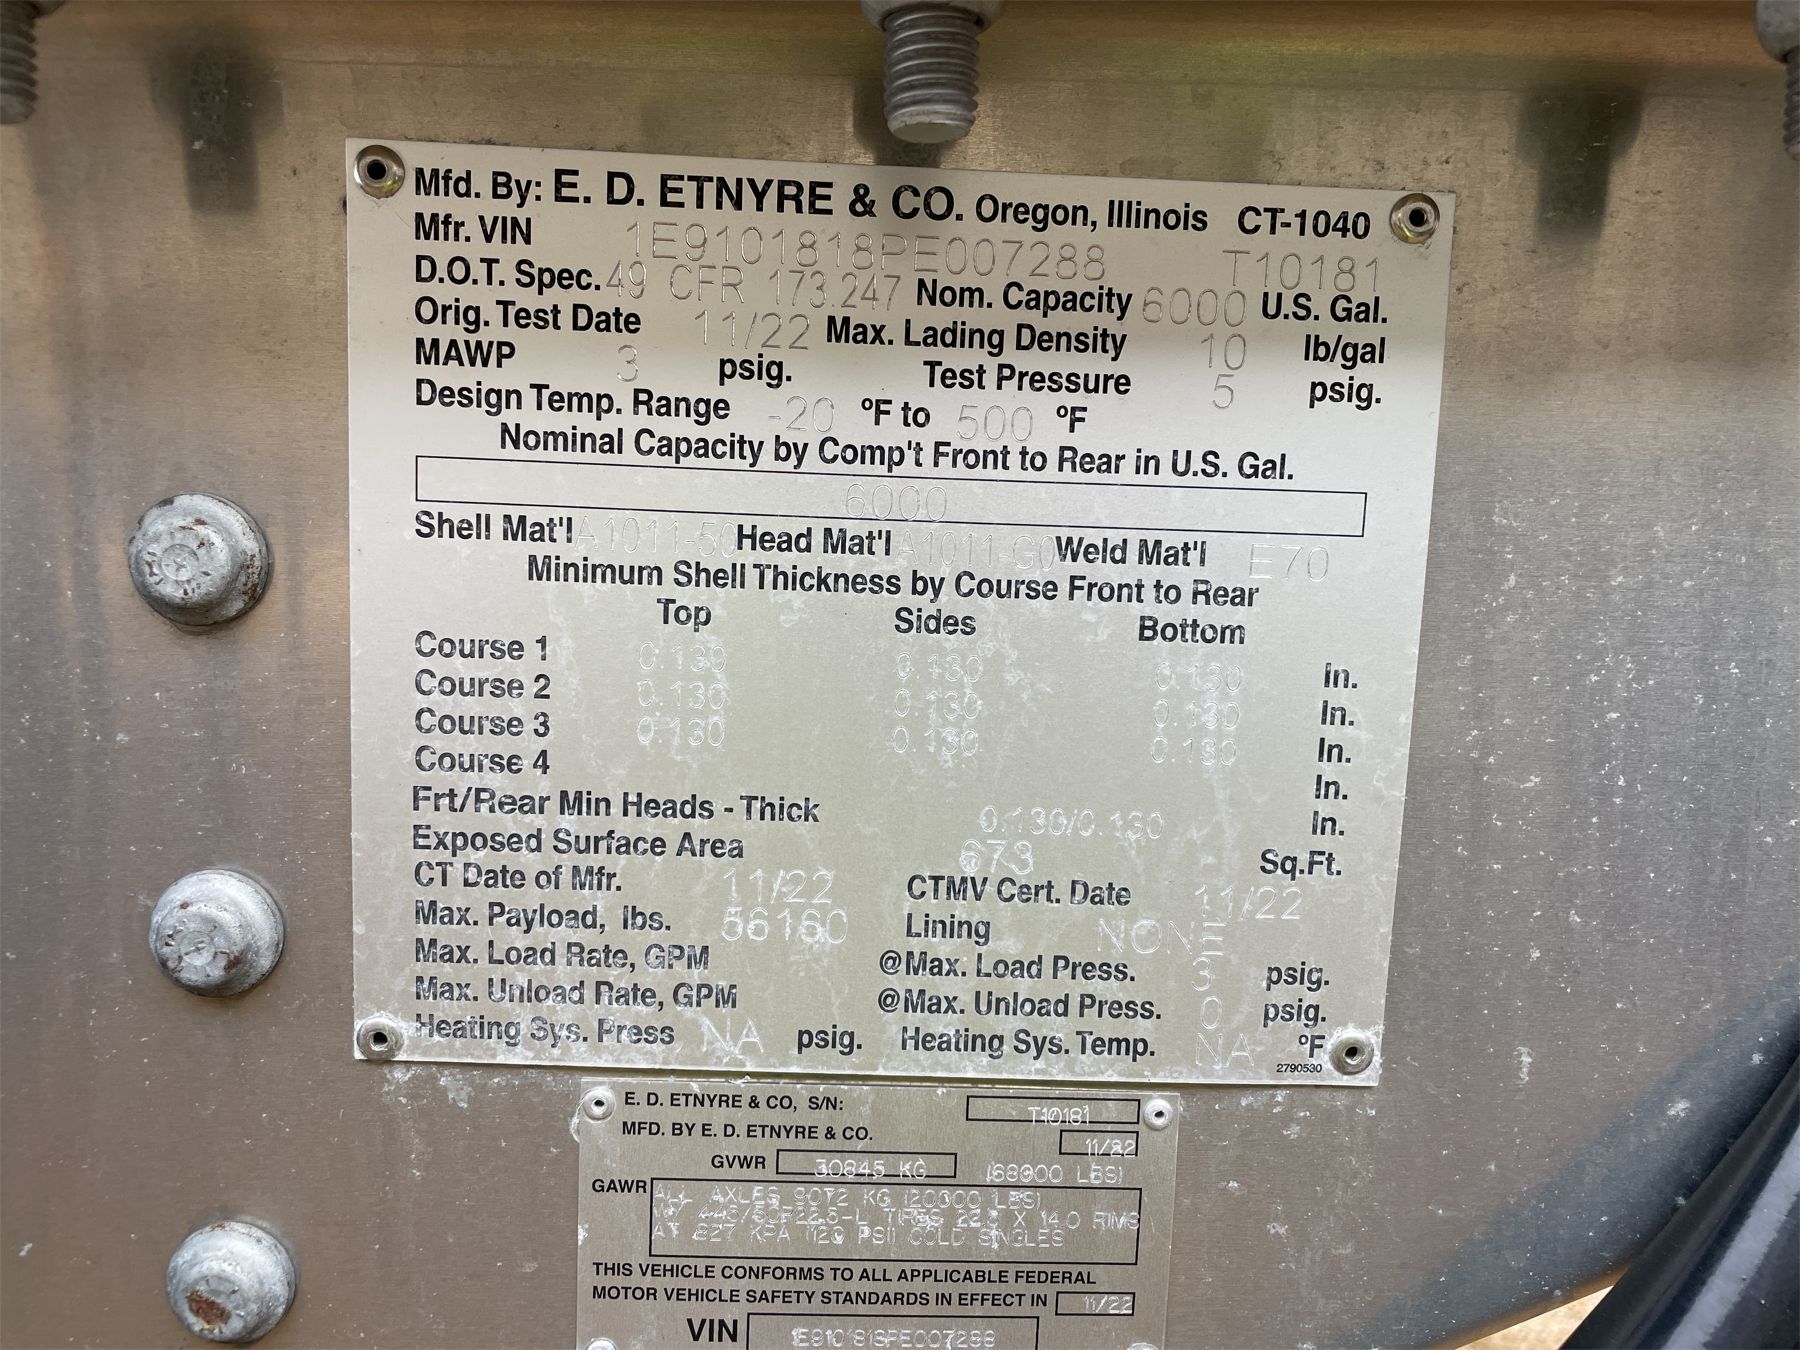 Mfd. By: E. D. ETNYRE & CO. Oregon, Illinois CT-1040
Mfr. VIN 1E9101818PE007288 T10181
D.O.T. Spec. 49 CFR 173.247 Nom. Capacity 6000 U.S. Gal.
Orig. Test Date 11/22 Max. Lading Density 10 lb/gal
MAWP 3 psig. Test Pressure 5 psig.
Design Temp. Range -20 °F to 500 °F
Nominal Capacity by Comp't Front to Rear in U.S. Gal.
6000
Shell Mat'l A1011-50 Head Mat'l A1011-G0 Weld Mat'l E70
Minimum Shell Thickness by Course Front to Rear
Top Sides Bottom
Course 1 0.130 0.130 0.130 In.
Course 2 0.130 0.130 0.130 In.
Course 3 0.130 0.130 0.130 In.
Course 4 In.
Frt/Rear Min Heads - Thick 0.130/0.130 In.
Exposed Surface Area 673 Sq.Ft.
CT Date of Mfr. 11/22 CTMV Cert. Date 11/22
Max. Payload, lbs. 56160 Lining NONE
Max. Load Rate, GPM @Max. Load Press. 3 psig.
Max. Unload Rate, GPM @Max. Unload Press. 0 psig.
Heating Sys. Press NA psig. Heating Sys. Temp. NA °F
2790530
E. D. ETNYRE & CO, S/N: T10181
MFD. BY E. D. ETNYRE & CO. 11/22
GVWR 30845 KG (68000 LBS)
GAWR ALL AXLES 9072 KG (20000 LBS)
W/ 445/50R22.5-L TIRES 22.5 X 14.0 RIMS
AT 827 KPA (120 PSI) COLD SINGLES
THIS VEHICLE CONFORMS TO ALL APPLICABLE FEDERAL
MOTOR VEHICLE SAFETY STANDARDS IN EFFECT IN 11/22
VIN 1E9101818PE007288